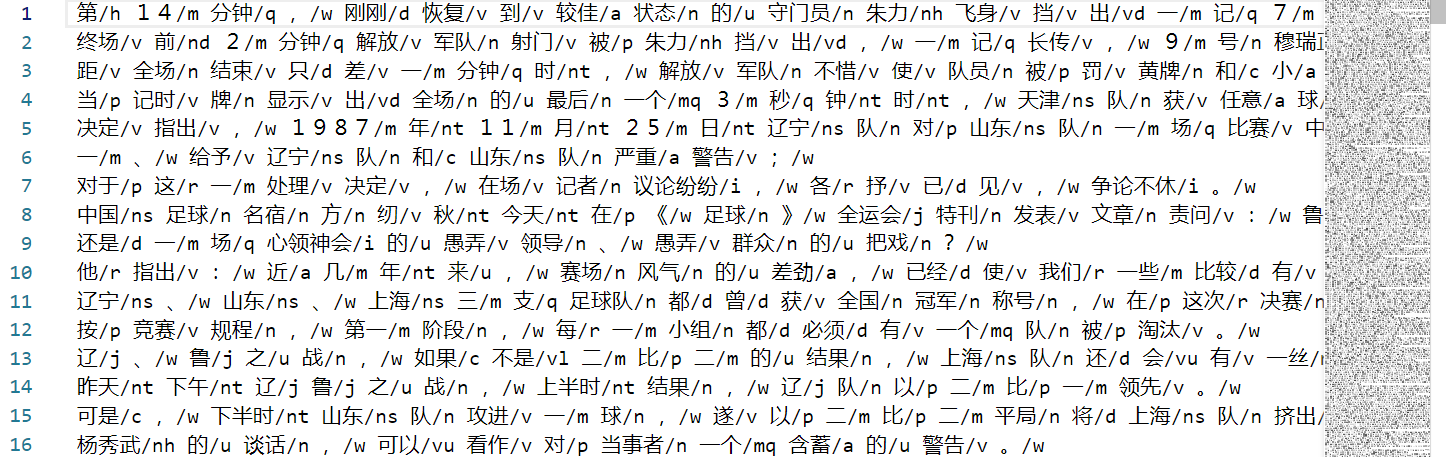 1 第/h １４/m 分钟/q ，/w 刚刚/d 恢复/v 到/v 较佳/a 状态/n 的/u 守门员/n 朱力/nh 飞身/v 挡/v 出/vd 一/m 记/q ７/m
2 终场/v 前/nd ２/m 分钟/q 解放/v 军队/n 射门/v 被/p 朱力/nh 挡/v 出/vd ，/w 一/m 记/q 长传/v ，/w ９/m 号/n 穆瑞
3 距/v 全场/n 结束/v 只/d 差/v 一/m 分钟/q 时/nt ，/w 解放/v 军队/n 不惜/v 使/v 队员/n 被/p 罚/v 黄牌/n 和/c 小/a
4 当/p 记时/v 牌/n 显示/v 出/vd 全场/n 的/u 最后/n 一个/mq ３/m 秒/q 钟/nt 时/nt ，/w 天津/ns 队/n 获/v 任意/a 球/
5 决定/v 指出/v ，/w １９８７/m 年/nt １１/m 月/nt ２５/m 日/nt 辽宁/ns 队/n 对/p 山东/ns 队/n 一/m 场/q 比赛/v 中
6 一/m 、/w 给予/v 辽宁/ns 队/n 和/c 山东/ns 队/n 严重/a 警告/v ；/w
7 对于/p 这/r 一/m 处理/v 决定/v ，/w 在场/v 记者/n 议论纷纷/i ，/w 各/r 抒/v 已/d 见/v ，/w 争论不休/i 。/w
8 中国/ns 足球/n 名宿/n 方/n 纫/v 秋/nt 今天/nt 在/p 《/w 足球/n 》/w 全运会/j 特刊/n 发表/v 文章/n 责问/v ：/w 鲁
9 还是/d 一/m 场/q 心领神会/i 的/u 愚弄/v 领导/n 、/w 愚弄/v 群众/n 的/u 把戏/n ？/w
10 他/r 指出/v ：/w 近/a 几/m 年/nt 来/u ，/w 赛场/n 风气/n 的/u 差劲/a ，/w 已经/d 使/v 我们/r 一些/m 比较/d 有/v
11 辽宁/ns 、/w 山东/ns 、/w 上海/ns 三/m 支/q 足球队/n 都/d 曾/d 获/v 全国/n 冠军/n 称号/n ，/w 在/p 这次/r 决赛/n
12 按/p 竞赛/v 规程/n ，/w 第一/m 阶段/n ，/w 每/r 一/m 小组/n 都/d 必须/d 有/v 一个/mq 队/n 被/p 淘汰/v 。/w
13 辽/j 、/w 鲁/j 之/u 战/n ，/w 如果/c 不是/vl 二/m 比/p 二/m 的/u 结果/n ，/w 上海/ns 队/n 还/d 会/vu 有/v 一丝/
14 昨天/nt 下午/nt 辽/j 鲁/j 之/u 战/n ，/w 上半时/nt 结果/n ，/w 辽/j 队/n 以/p 二/m 比/p 一/m 领先/v 。/w
15 可是/c ，/w 下半时/nt 山东/ns 队/n 攻进/v 一/m 球/n ，/w 遂/v 以/p 二/m 比/p 二/m 平局/n 将/d 上海/ns 队/n 挤出/
16 杨秀武/nh 的/u 谈话/n ，/w 可以/vu 看作/v 对/p 当事者/n 一个/mq 含蓄/a 的/u 警告/v 。/w